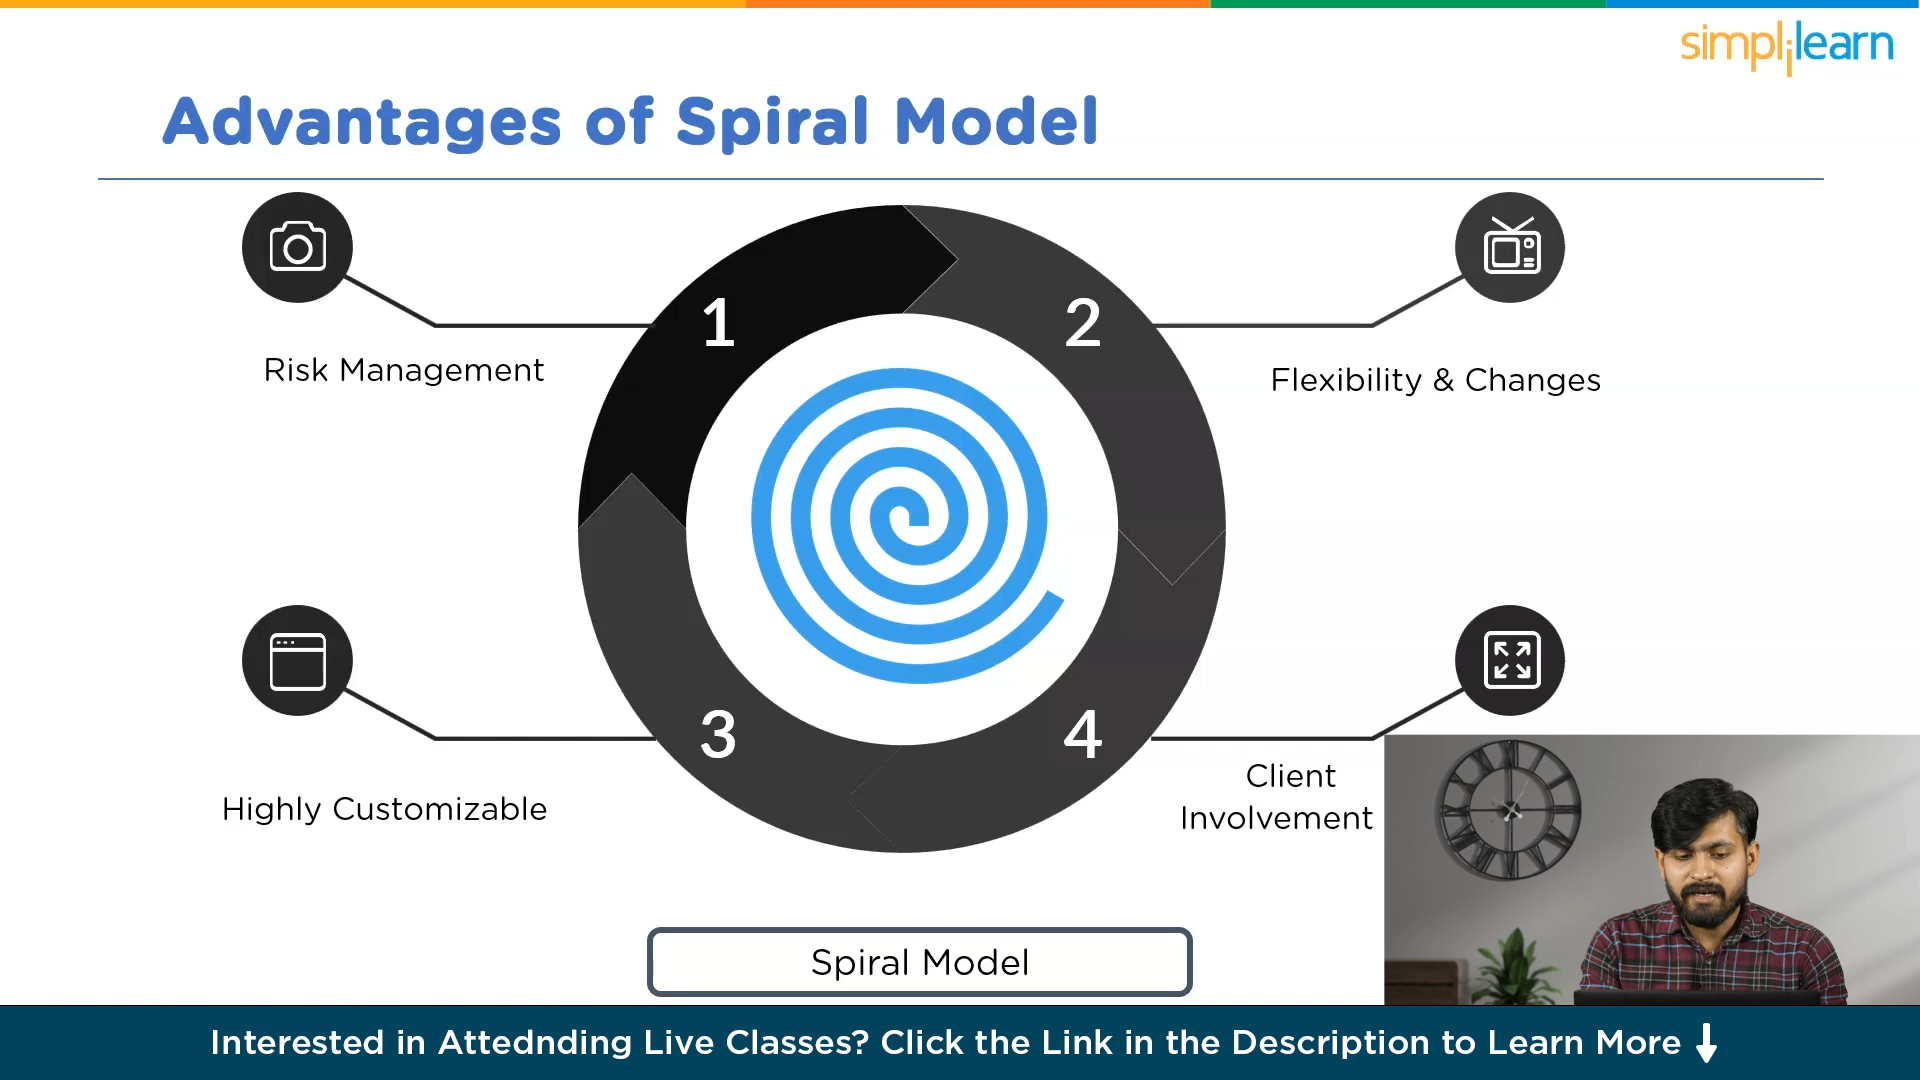 simplilearn
Advantages of Spiral Model
1
2
Risk Management
Flexibility & Changes
3
4
Highly Customizable
Client
Involvement
Spiral Model
Interested in Attednding Live Classes? Click the Link in the Description to Learn More